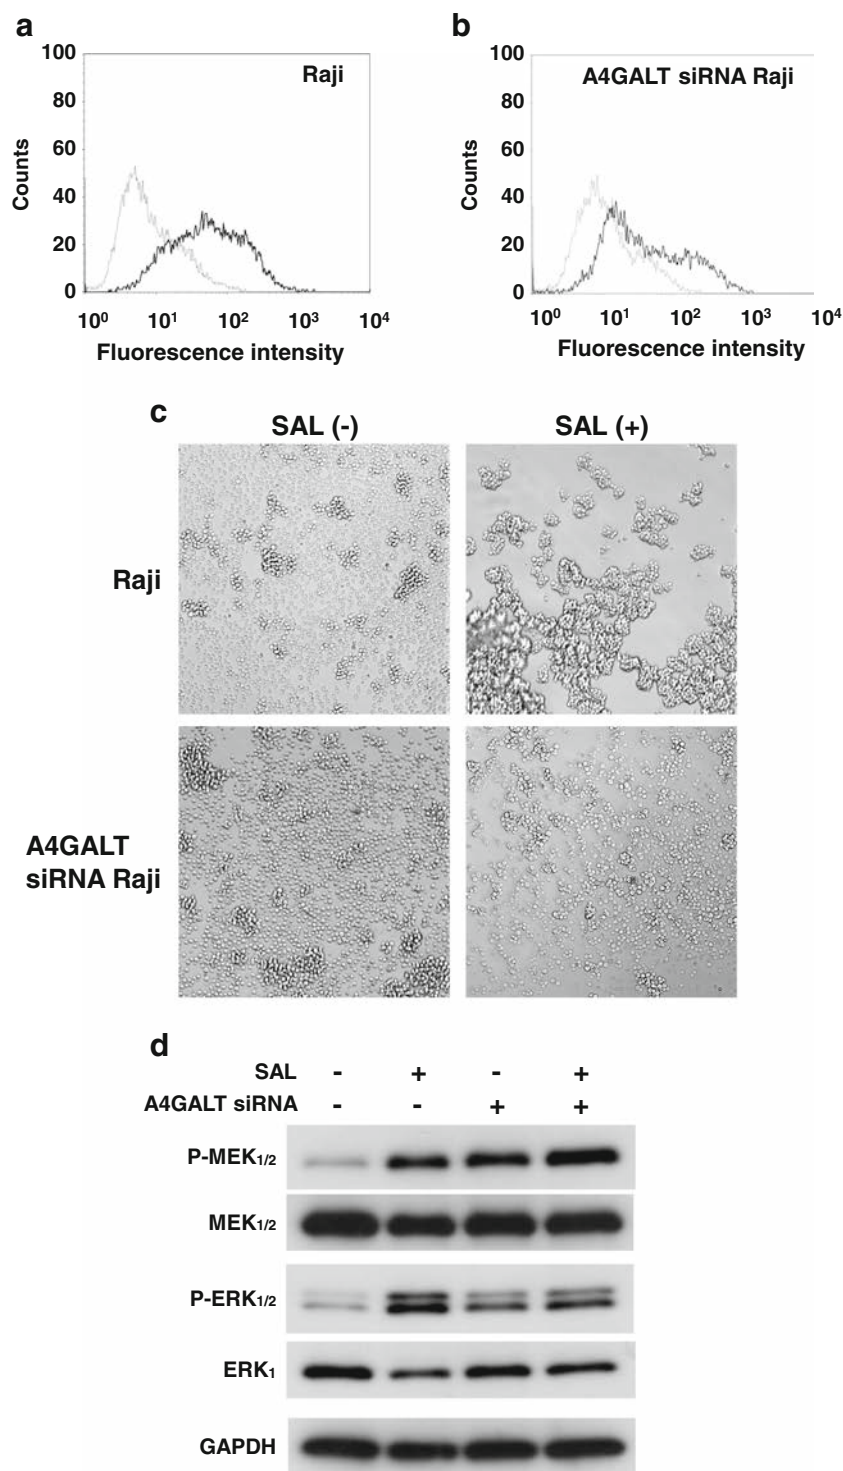 a
100
80
60
40
20
0
Counts
Raji
10⁰ 10¹ 10² 10³ 10⁴
Fluorescence intensity
b
100
80
60
40
20
0
Counts
A4GALT siRNA Raji
10⁰ 10¹ 10² 10³ 10⁴
Fluorescence intensity
c
SAL (-) SAL (+)
Raji
A4GALT
siRNA Raji
d
SAL - + - +
A4GALT siRNA - - + +
P-MEK₁/₂
MEK₁/₂
P-ERK₁/₂
ERK₁
GAPDH